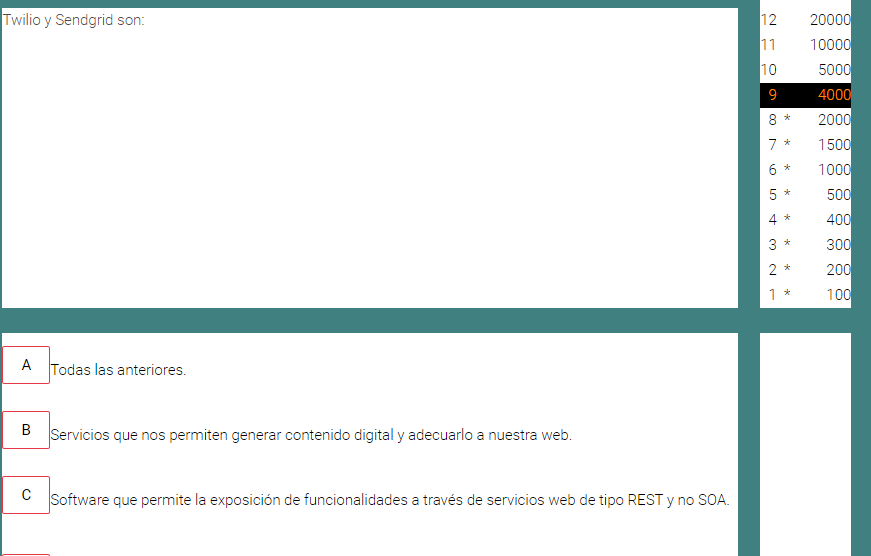 Twilio y Sendgrid son:
12 20000
11 10000
10 5000
9 4000
8 * 2000
7 * 1500
6 * 1000
5 * 500
4 * 400
3 * 300
2 * 200
1 * 100
A Todas las anteriores.
B Servicios que nos permiten generar contenido digital y adecuarlo a nuestra web.
C Software que permite la exposición de funcionalidades a través de servicios web de tipo REST y no SOA.